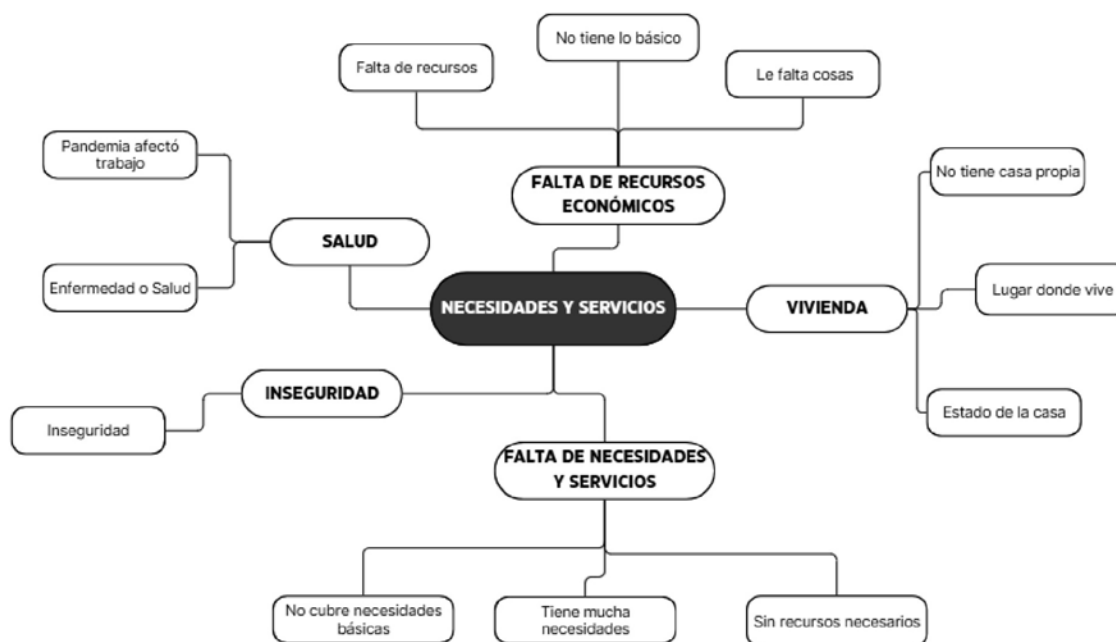 No tiene lo básico
Falta de recursos
Le falta cosas
Pandemia afectó
trabajo
No tiene casa propia
FALTA DE RECURSOS
ECONÓMICOS
SALUD
Enfermedad o Salud
NECESIDADES Y SERVICIOS
VIVIENDA
Lugar donde vive
INSEGURIDAD
Inseguridad
Estado de la casa
FALTA DE NECESIDADES
Y SERVICIOS
No cubre necesidades
básicas
Tiene mucha
necesidades
Sin recursos necesarios